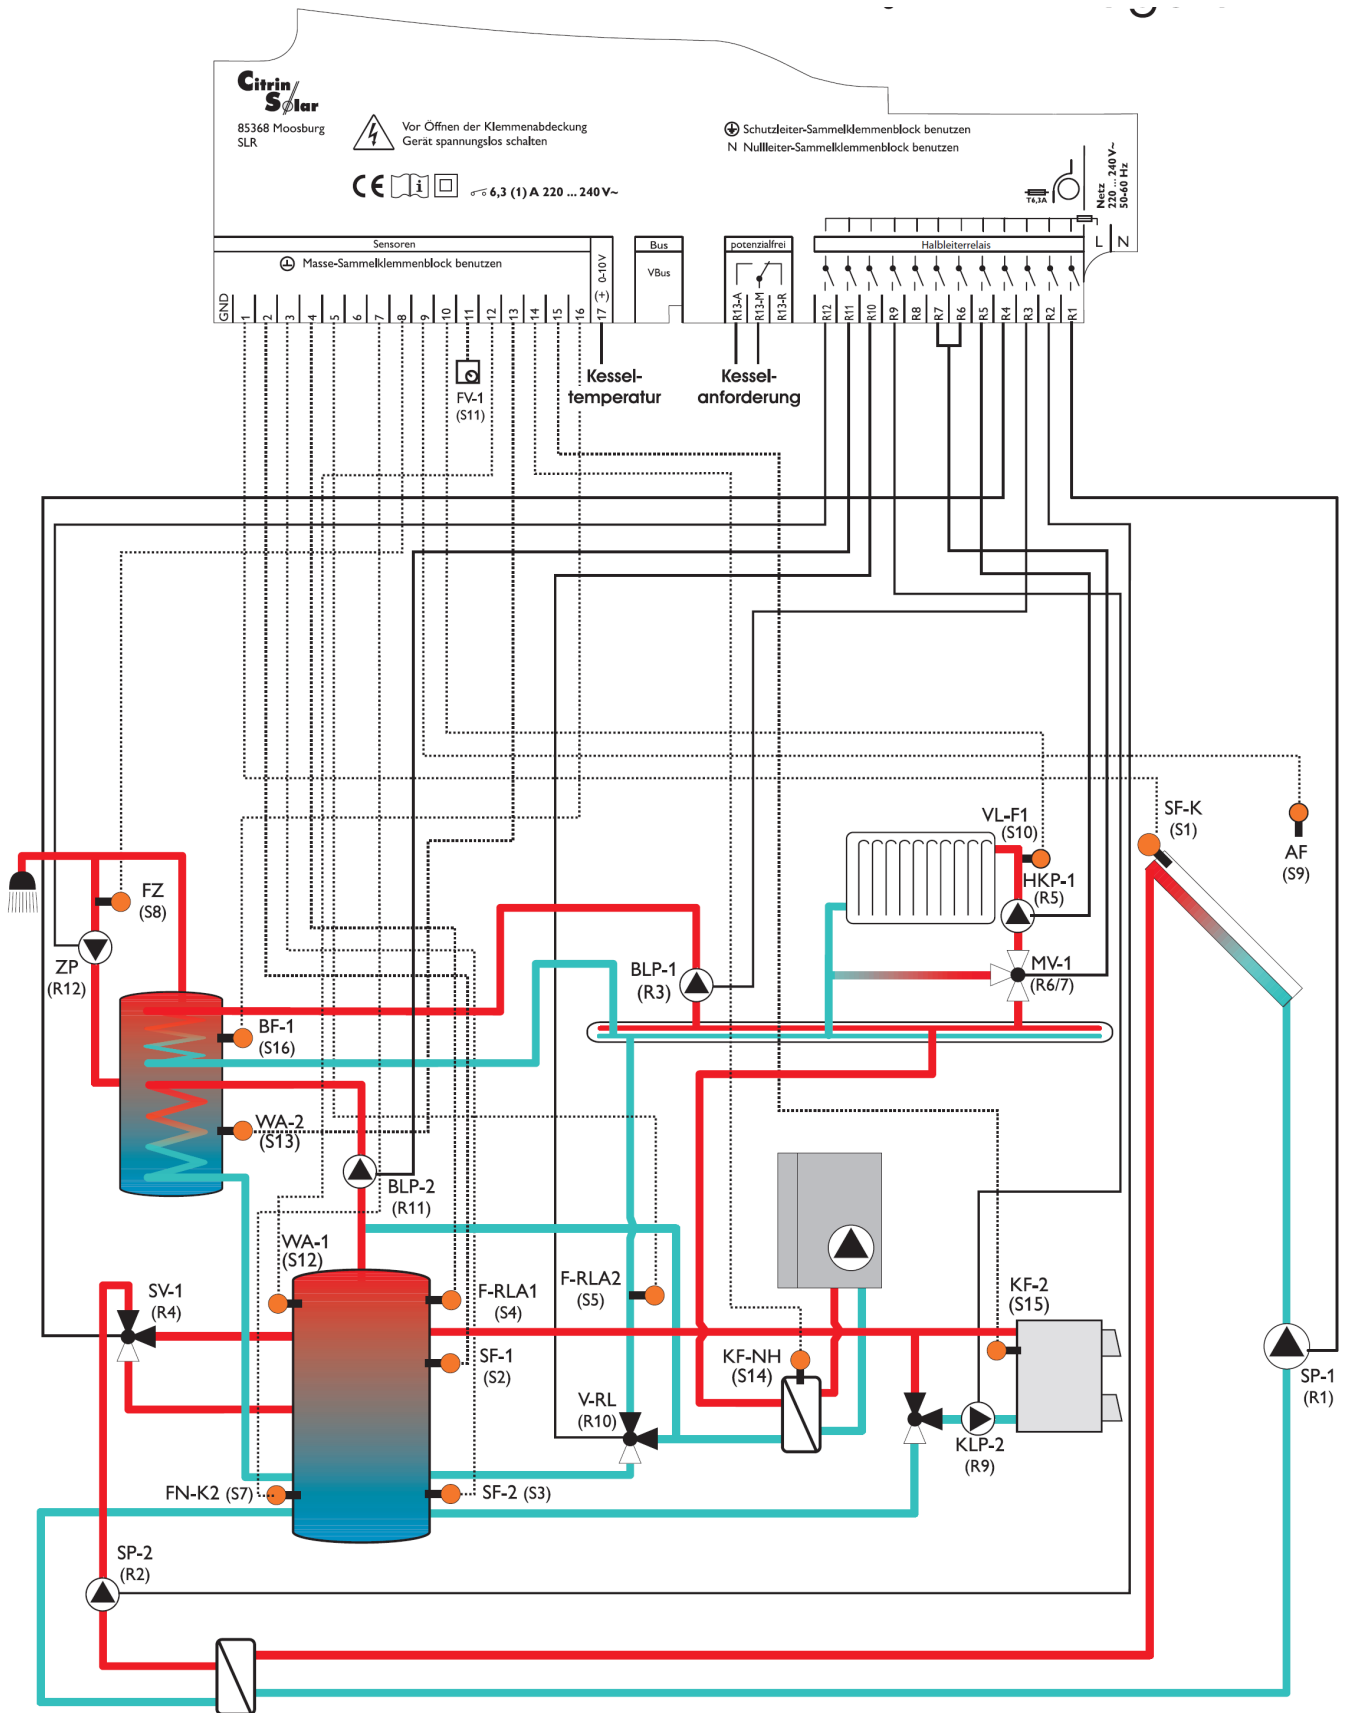 Citrin
Solar
85368 Moosburg
SLR
Vor Öffnen der Klemmenabdeckung
Gerät spannungslos schalten
CE
i
6,3 (1) A 220 ... 240 V~
Schutzleiter-Sammelklemmenblock benutzen
N Nullleiter-Sammelklemmenblock benutzen
T6,3A
Netz
220 ... 240 V~
50-60 Hz
Sensoren
Masse-Sammelklemmenblock benutzen
Bus
VBus
potenzialfrei
Halbleiterrelais
L N
GND 1 2 3 4 5 6 7 8 9 10 11 12 13 14 15 16 17 (+) 0-10V
R13-A R13-M R13-R
R12 R11 R10 R9 R8 R7 R6 R5 R4 R3 R2 R1
FV-1
(S11)
Kessel-
temperatur
Kessel-
anforderung
SF-K
(S1)
AF
(S9)
VL-F1
(S10)
HKP-1
(R5)
MV-1
(R6/7)
FZ
(S8)
ZP
(R12)
BLP-1
(R3)
BF-1
(S16)
WA-2
(S13)
BLP-2
(R11)
WA-1
(S12)
SV-1
(R4)
F-RLA1
(S4)
F-RLA2
(S5)
KF-2
(S15)
SF-1
(S2)
KF-NH
(S14)
V-RL
(R10)
SP-1
(R1)
KLP-2
(R9)
FN-K2 (S7)
SF-2 (S3)
SP-2
(R2)